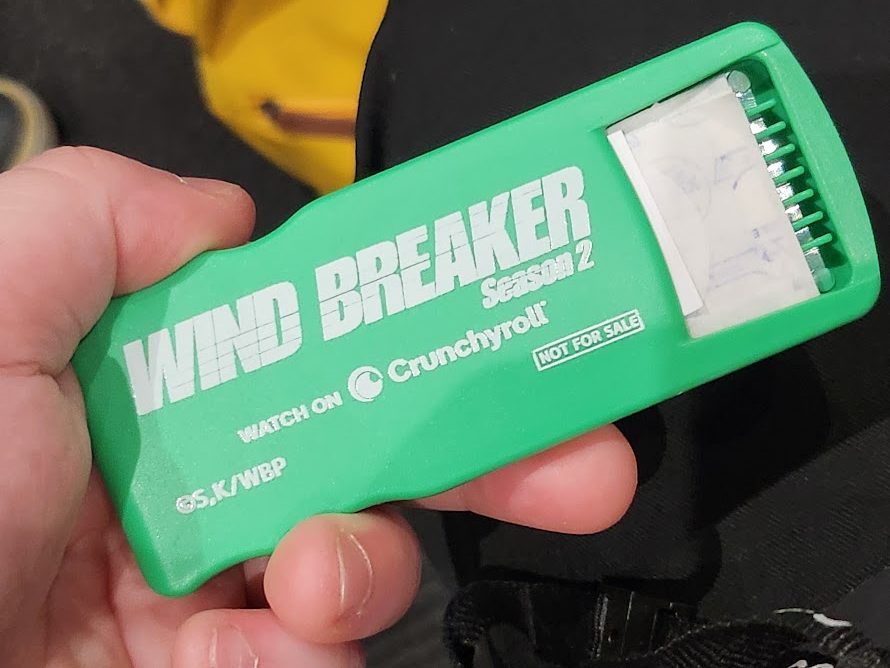 WIND BREAKER
Season 2
WATCH ON Crunchyroll
NOT FOR SALE
©S,K/WBP